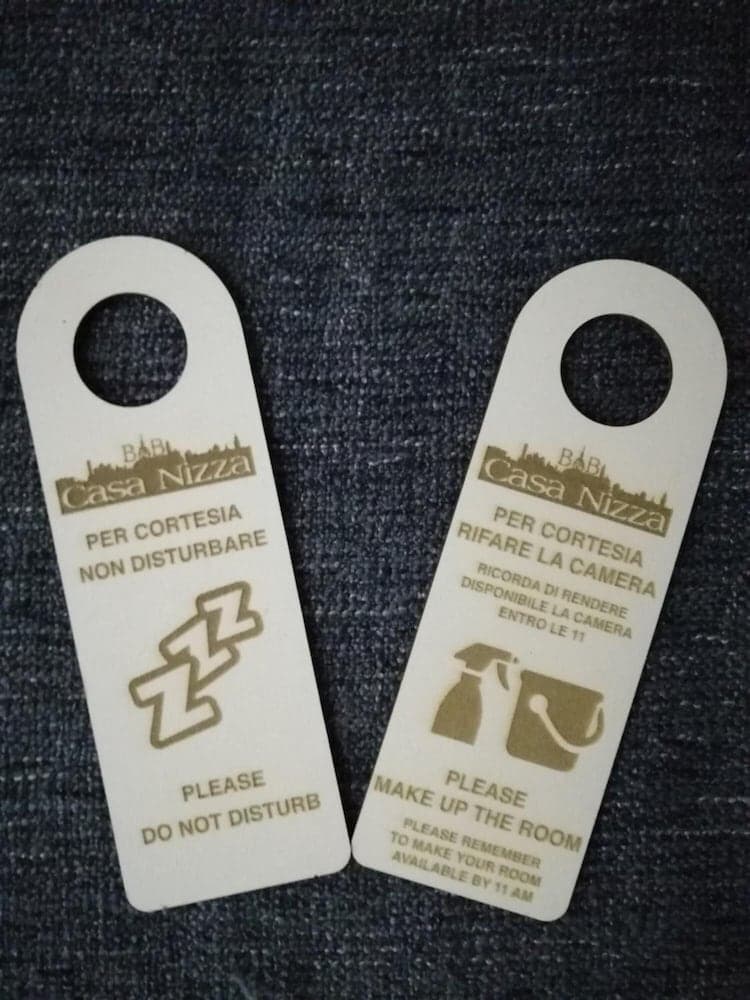 B&B
Casa Nizza
PER CORTESIA
NON DISTURBARE
ZZZ
PLEASE
DO NOT DISTURB
B&B
Casa Nizza
PER CORTESIA
RIFARE LA CAMERA
RICORDA DI RENDERE
DISPONIBILE LA CAMERA
ENTRO LE 11
PLEASE
MAKE UP THE ROOM
PLEASE REMEMBER
TO MAKE YOUR ROOM
AVAILABLE BY 11 AM